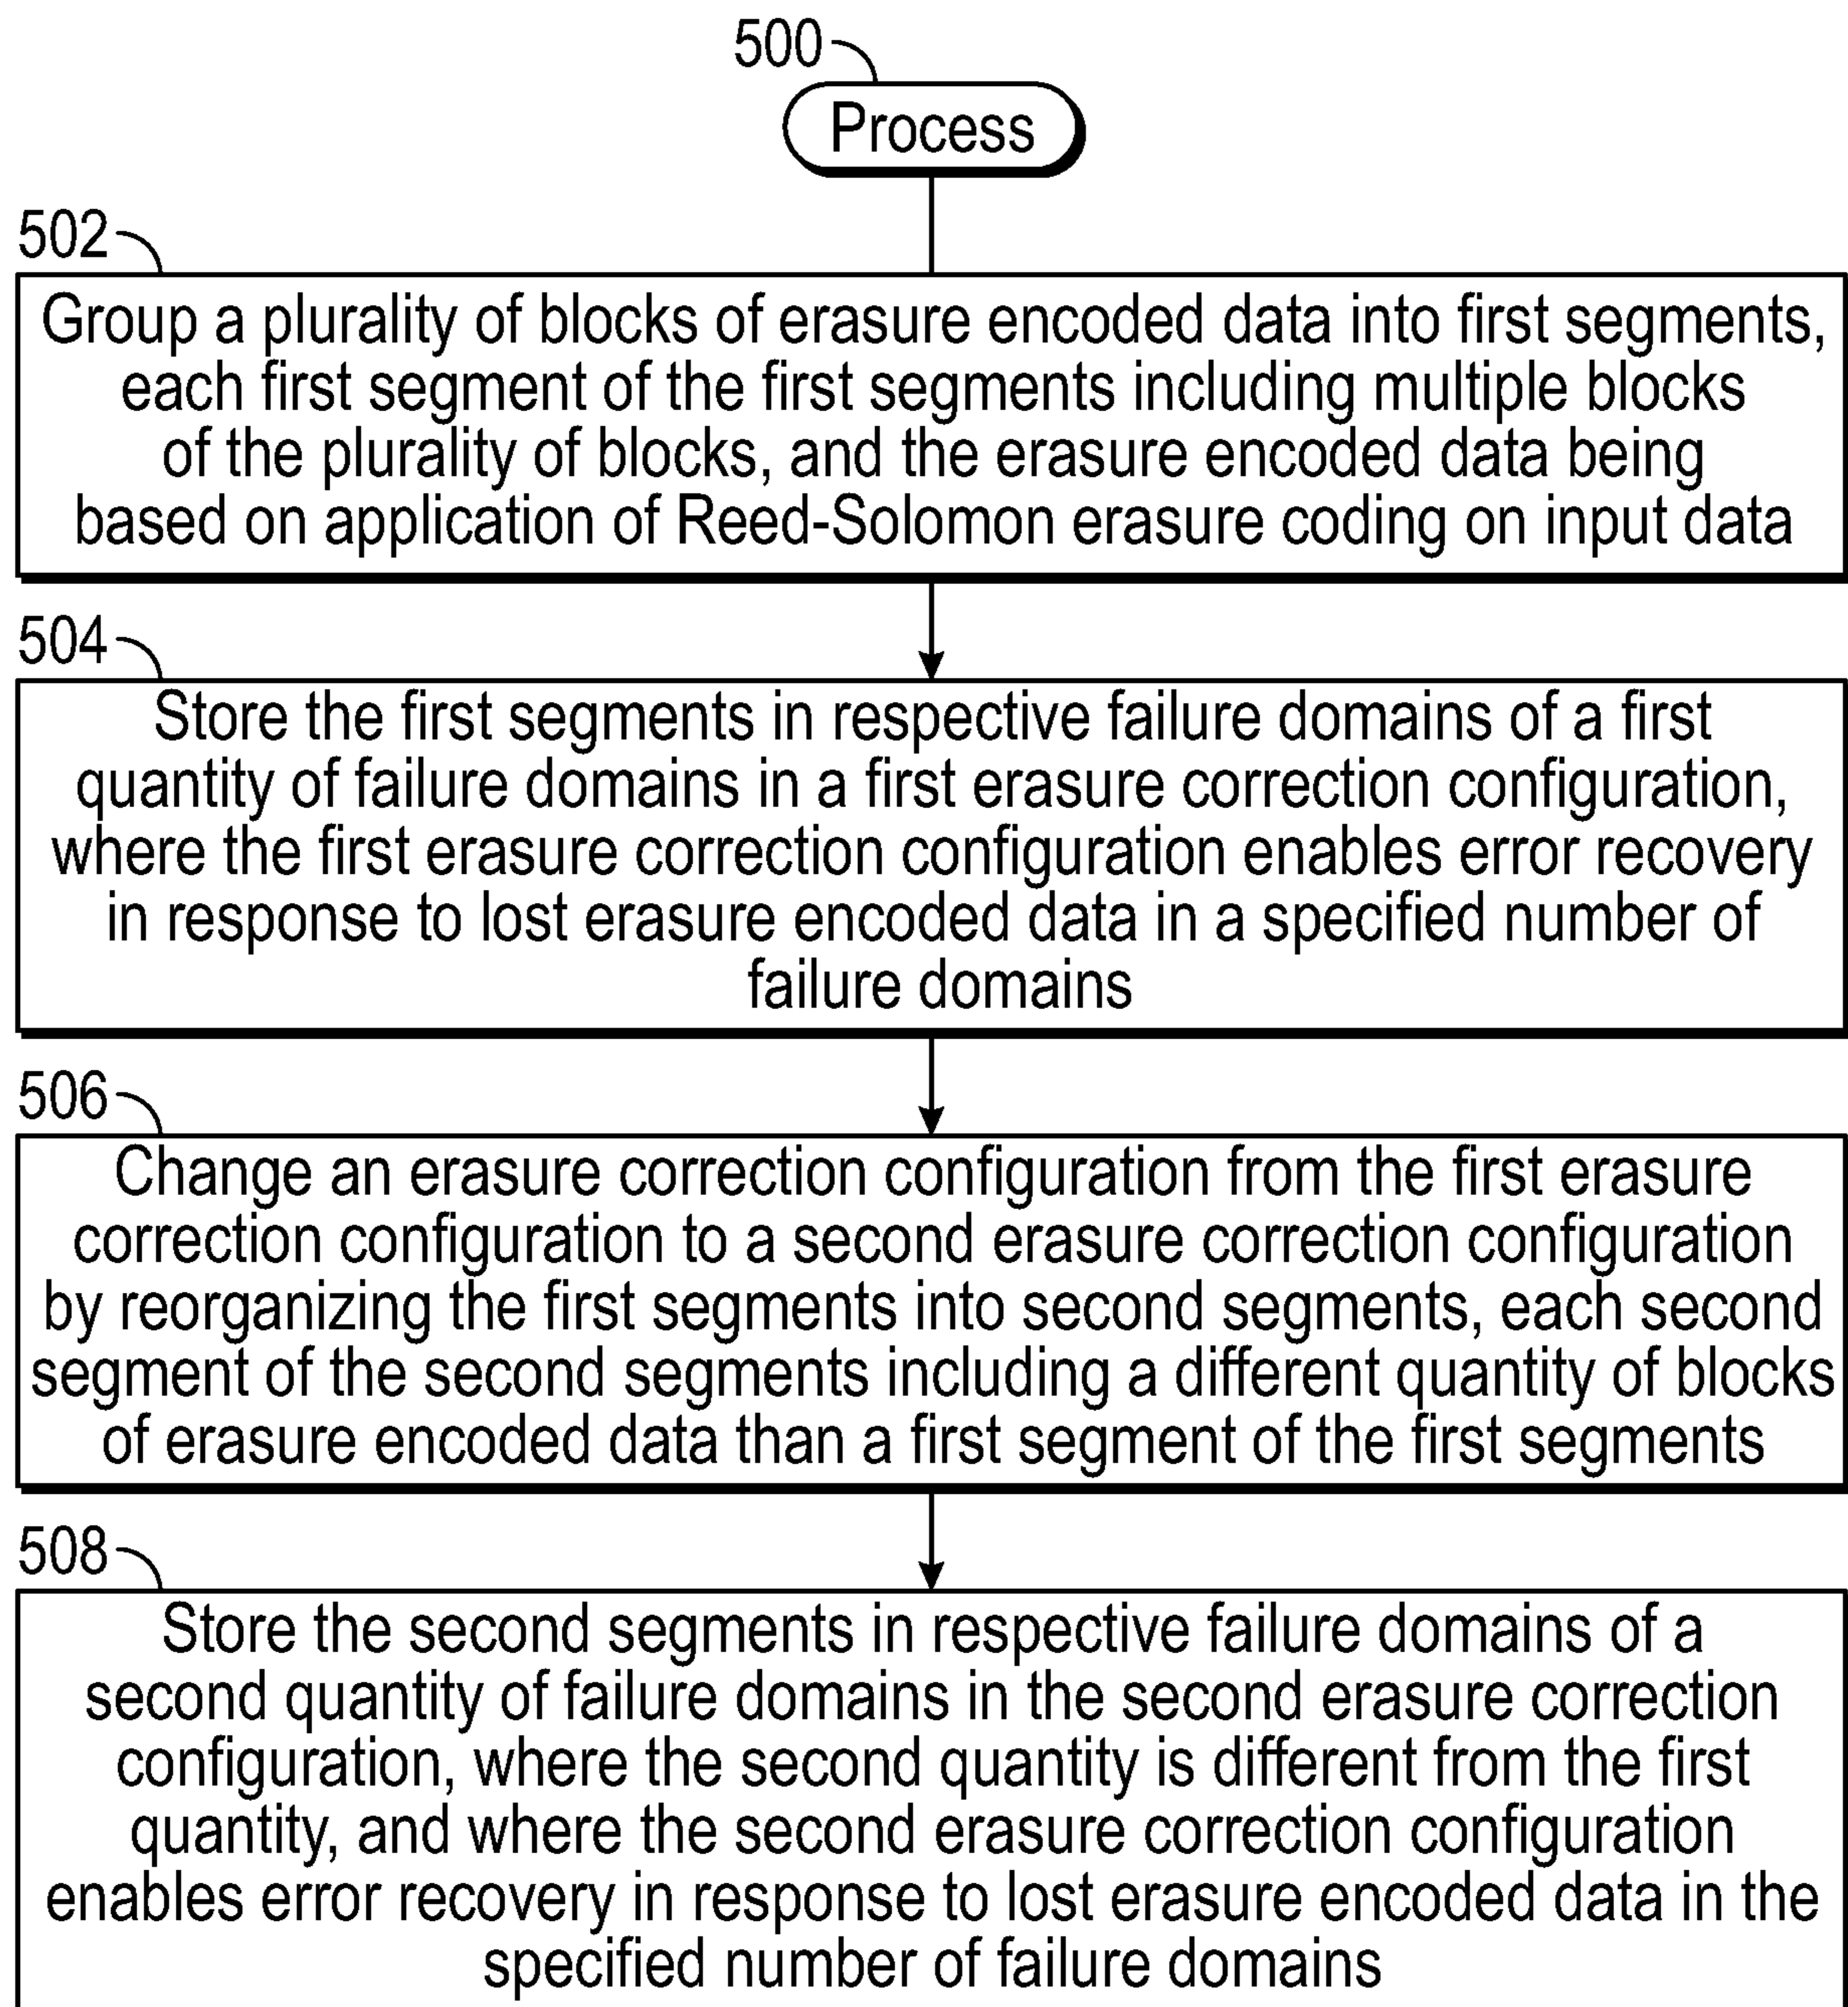 500
Process
502
Group a plurality of blocks of erasure encoded data into first segments,
each first segment of the first segments including multiple blocks
of the plurality of blocks, and the erasure encoded data being
based on application of Reed-Solomon erasure coding on input data
504
Store the first segments in respective failure domains of a first
quantity of failure domains in a first erasure correction configuration,
where the first erasure correction configuration enables error recovery
in response to lost erasure encoded data in a specified number of
failure domains
506
Change an erasure correction configuration from the first erasure
correction configuration to a second erasure correction configuration
by reorganizing the first segments into second segments, each second
segment of the second segments including a different quantity of blocks
of erasure encoded data than a first segment of the first segments
508
Store the second segments in respective failure domains of a
second quantity of failure domains in the second erasure correction
configuration, where the second quantity is different from the first
quantity, and where the second erasure correction configuration
enables error recovery in response to lost erasure encoded data in the
specified number of failure domains